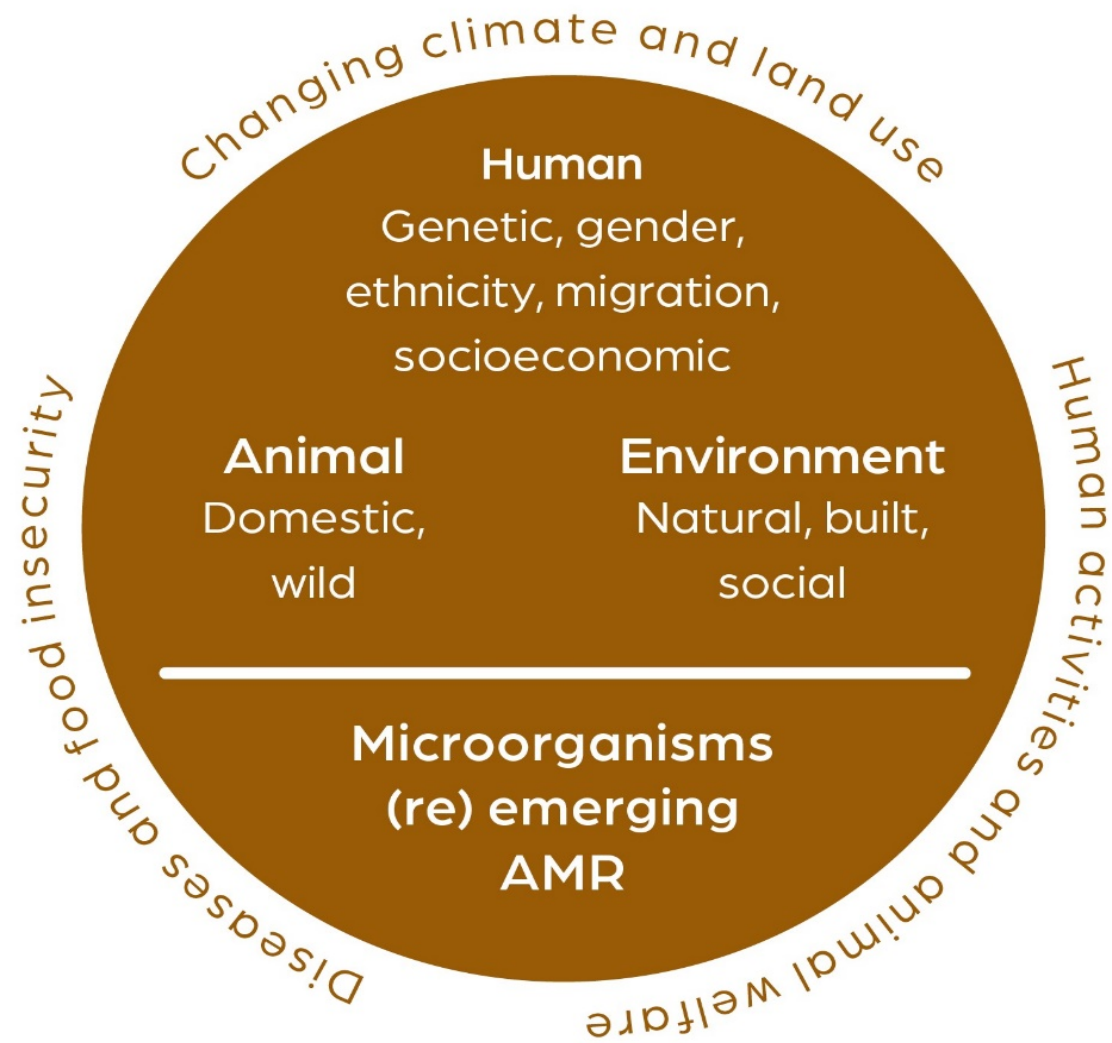 Changing climate and land use
Human
Genetic, gender,
ethnicity, migration,
socioeconomic
Animal
Domestic,
wild
Environment
Natural, built,
social
Microorganisms
(re) emerging
AMR
Human activities and animal welfare
Diseases and food insecurity